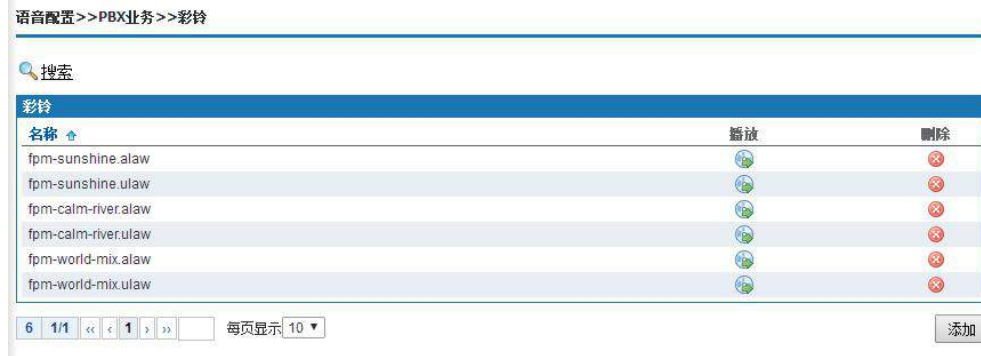 语音配置>>PBX业务>>彩铃
搜索
彩铃
名称 播放 删除
fpm-sunshine.alaw
fpm-sunshine.ulaw
fpm-calm-river.alaw
fpm-calm-river.ulaw
fpm-world-mix.alaw
fpm-world-mix.ulaw
6 1/1 ‹‹ ‹ 1 › ›› 每页显示 10 ▼ 添加